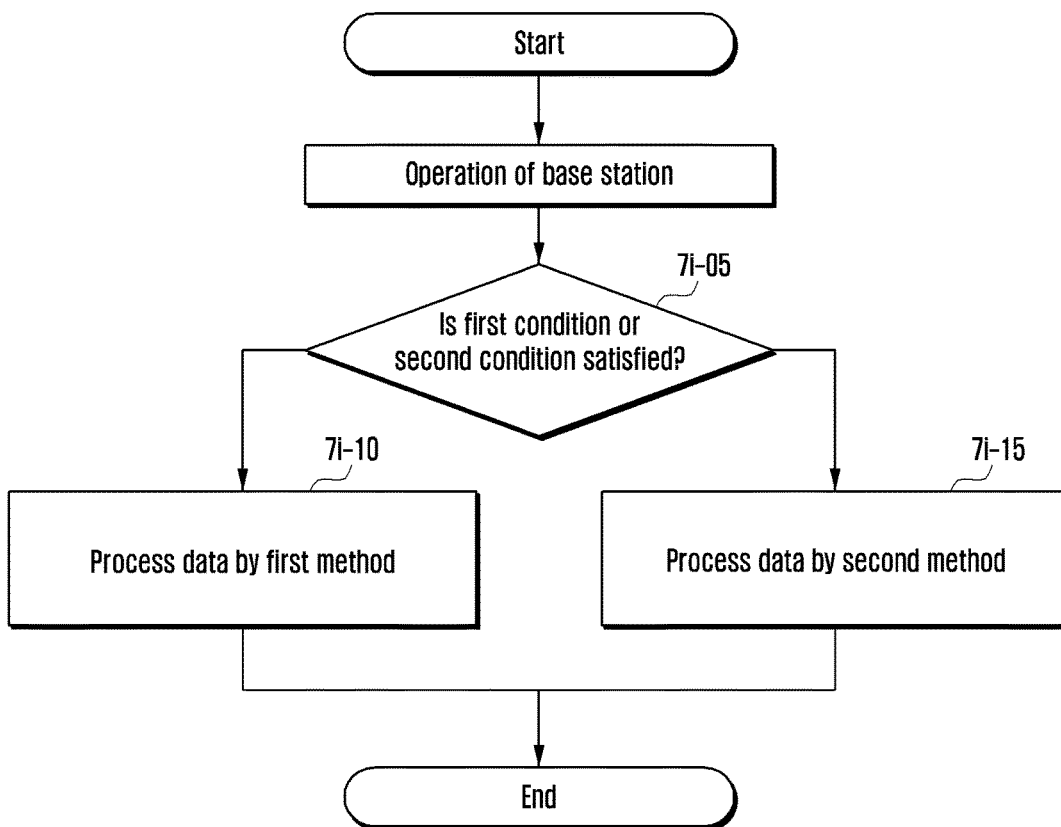 Start
Operation of base station
7i-05
Is first condition or
second condition satisfied?
7i-10
Process data by first method
7i-15
Process data by second method
End